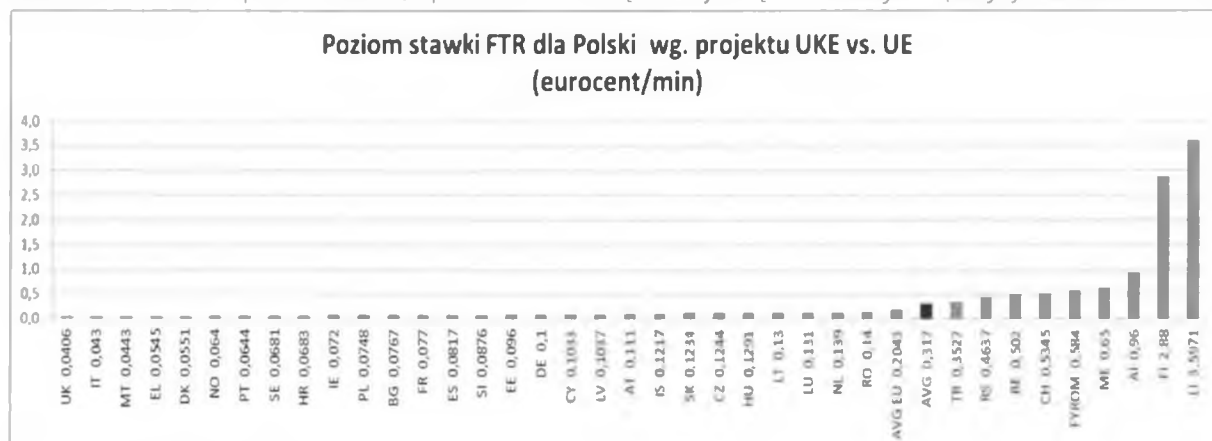 Poziom stawki FTR dla Polski wg. projektu UKE vs. UE
(eurocent/min)
4,0
3,5
3,0
2,5
2,0
1,5
1,0
0,5
0,0
UK 0,0406
IT 0,043
MT 0,0443
EL 0,0545
DK 0,0551
NO 0,064
PT 0,0644
SE 0,0681
HR 0,0683
IE 0,072
PL 0,0748
BG 0,0767
FR 0,077
ES 0,0817
SI 0,0876
EE 0,096
DE 0,1
CY 0,1033
LV 0,1037
AT 0,111
IS 0,1217
SK 0,1234
CZ 0,1244
HU 0,1293
LT 0,13
LU 0,131
NL 0,139
RO 0,14
AVG EU 0,2043
AVG 0,317
TR 0,3527
RS 0,4637
BE 0,502
CH 0,5345
FYROM 0,584
ME 0,65
Al 0,96
FI 2,88
LI 3,5971